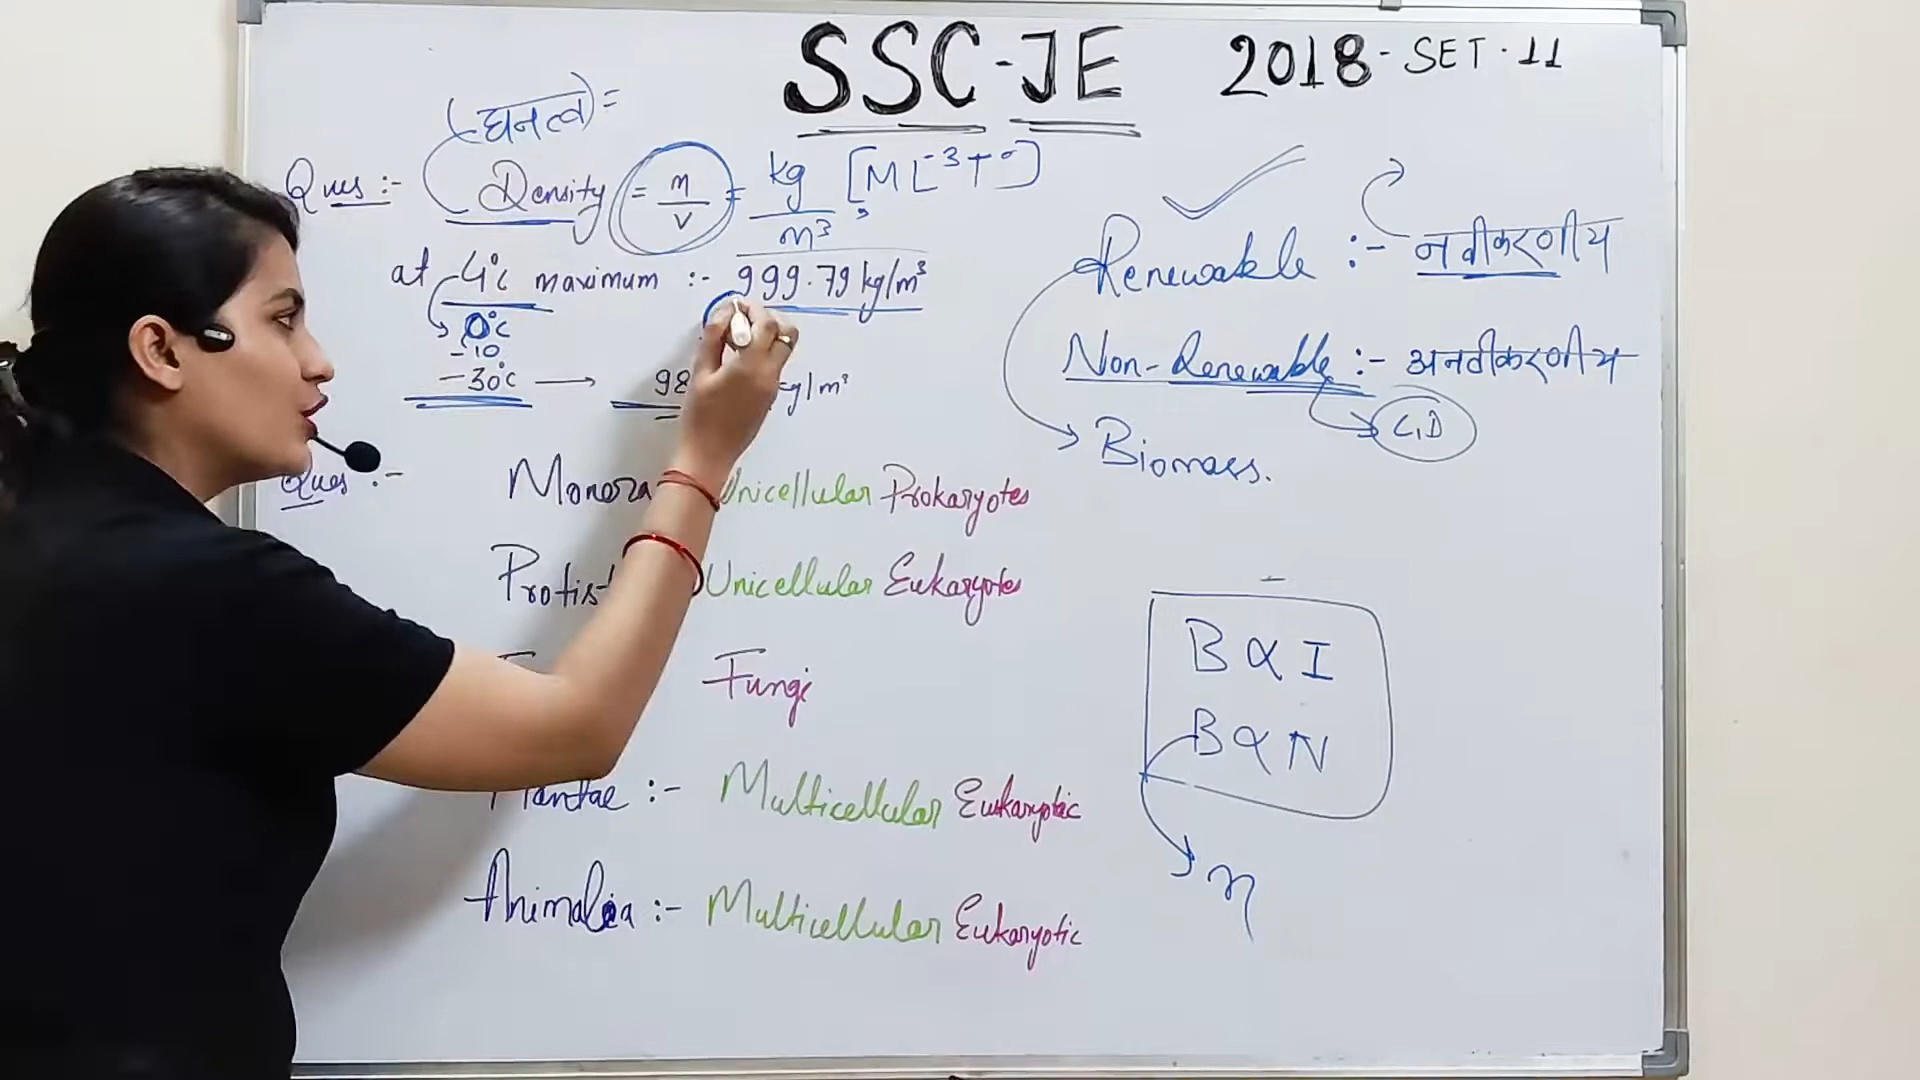 SSC-JE 2018-SET-11
(घनत्व) =
Ques :- Density = m/v = kg/m³, [ML⁻³T⁰]
at 4°C maximum :- 999.79 kg/m³
0°C
-10
-30°C → 98 kg/m³
Renewable :- नवीकरणीय
Non-Renewable :- अनवीकरणीय
C,D
Biomass.
Ques :- Monera Unicellular Prokaryotes
Protist Unicellular Eukaryotes
Fungi
Plantae :- Multicellular Eukaryotic
Animalia :- Multicellular Eukaryotic
B ∝ I
B ∝ N
η